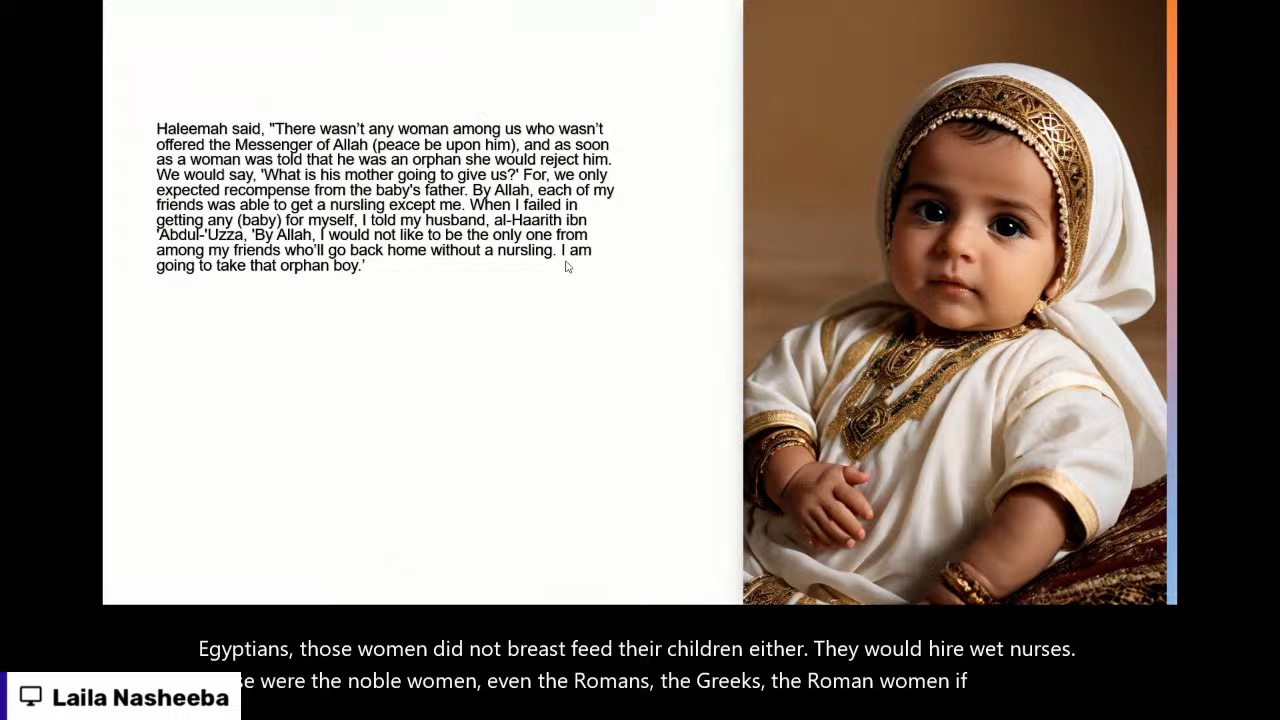 Haleemah said, "There wasn’t any woman among us who wasn’t
offered the Messenger of Allah (peace be upon him), and as soon
as a woman was told that he was an orphan she would reject him.
We would say, 'What is his mother going to give us?' For, we only
expected recompense from the baby's father. By Allah, each of my
friends was able to get a nursling except me. When I failed in
getting any (baby) for myself, I told my husband, al-Haarith ibn
'Abdul-'Uzza, 'By Allah, I would not like to be the only one from
among my friends who’ll go back home without a nursling. I am
going to take that orphan boy.’
Egyptians, those women did not breast feed their children either. They would hire wet nurses.
were the noble women, even the Romans, the Greeks, the Roman women if
Laila Nasheeba